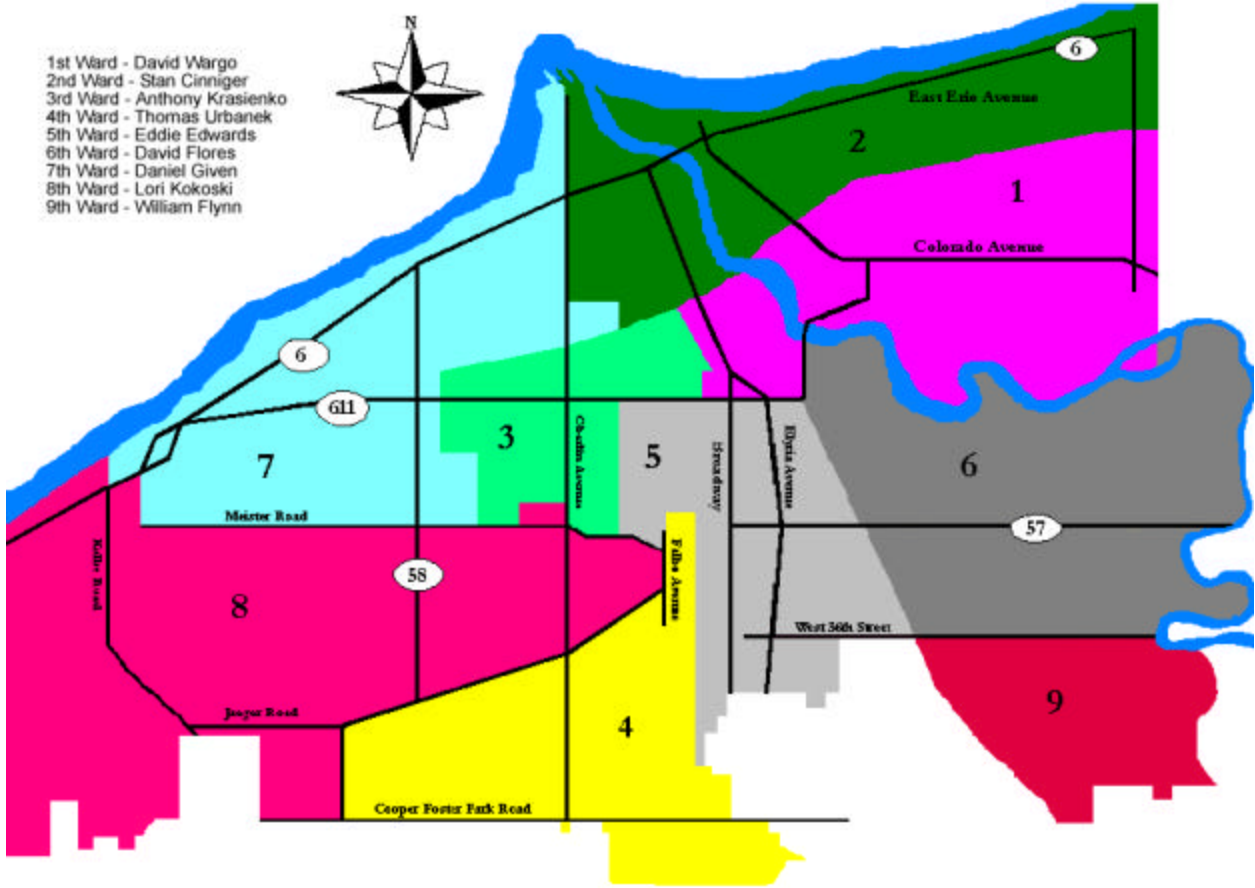 N
1st Ward - David Wargo
2nd Ward - Stan Cinniger
3rd Ward - Anthony Krasienko
4th Ward - Thomas Urbanek
5th Ward - Eddie Edwards
6th Ward - David Flores
7th Ward - Daniel Given
8th Ward - Lori Kokoski
9th Ward - William Flynn
6
East Erie Avenue
2
1
Colorado Avenue
6
611
3
Oberlin Avenue
5
Broadway
Elyria Avenue
6
7
Meister Road
57
Falbo Avenue
58
8
West 36th Street
9
Jaeger Road
4
Cooper Foster Park Road